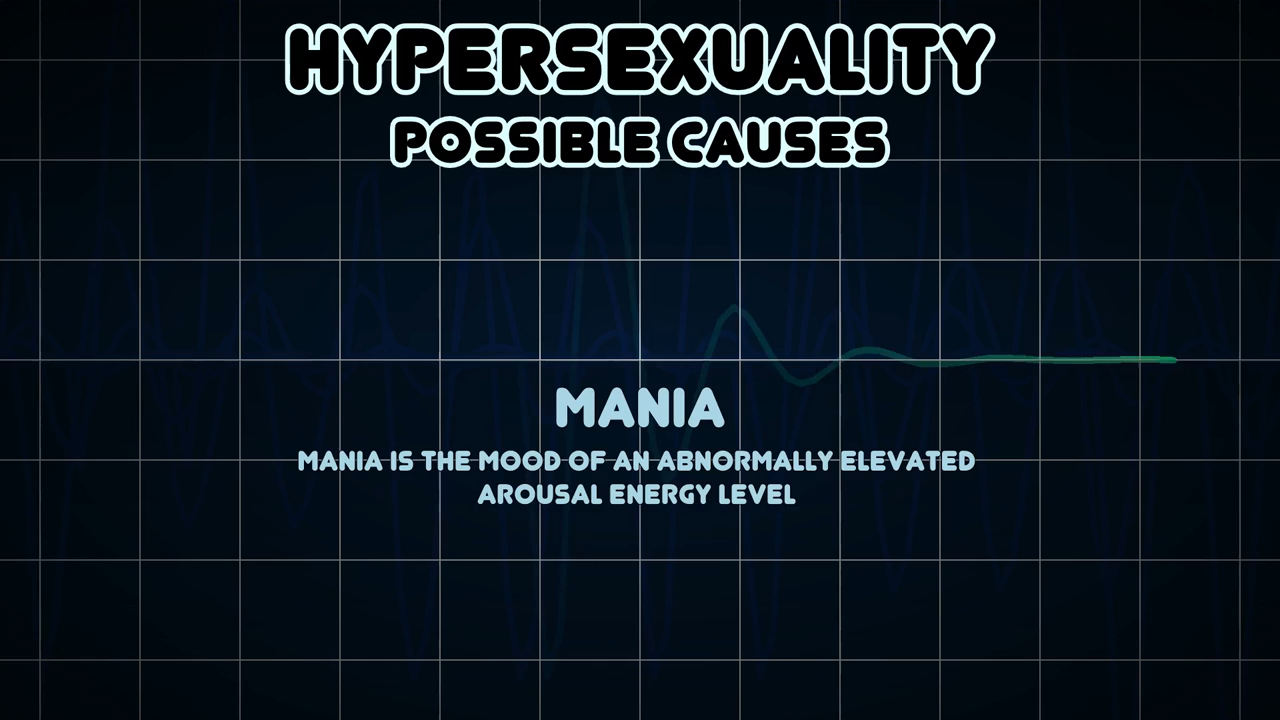 HYPERSEXUALITY
POSSIBLE CAUSES
MANIA
MANIA IS THE MOOD OF AN ABNORMALLY ELEVATED
AROUSAL ENERGY LEVEL